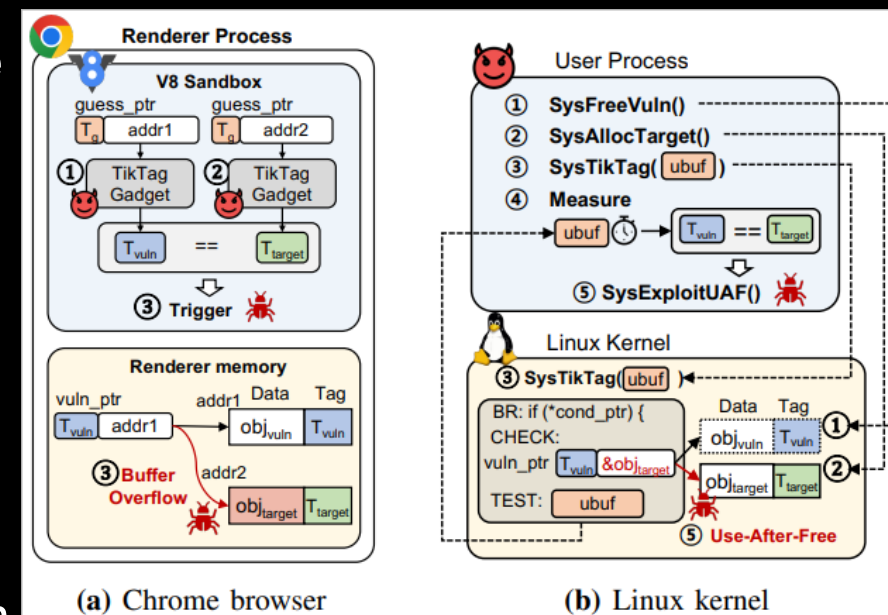 Renderer Process
V8 Sandbox
guess_ptr guess_ptr
Tg addr1 Tg addr2
① TikTag Gadget ② TikTag Gadget
Tvuln == Ttarget
③ Trigger
Renderer memory
vuln_ptr addr1 Data Tag
Tvuln addr1 objvuln Tvuln
③ Buffer Overflow addr2
objtarget Ttarget
(a) Chrome browser
User Process
① SysFreeVuln()
② SysAllocTarget()
③ SysTikTag( ubuf )
④ Measure
ubuf Tvuln == Ttarget
⑤ SysExploitUAF()
Linux Kernel
③ SysTikTag( ubuf )
BR: if (*cond_ptr) {
CHECK:
vuln_ptr Tvuln &objtarget
TEST: ubuf
Data Tag
objvuln Tvuln ①
objtarget Ttarget ②
⑤ Use-After-Free
(b) Linux kernel